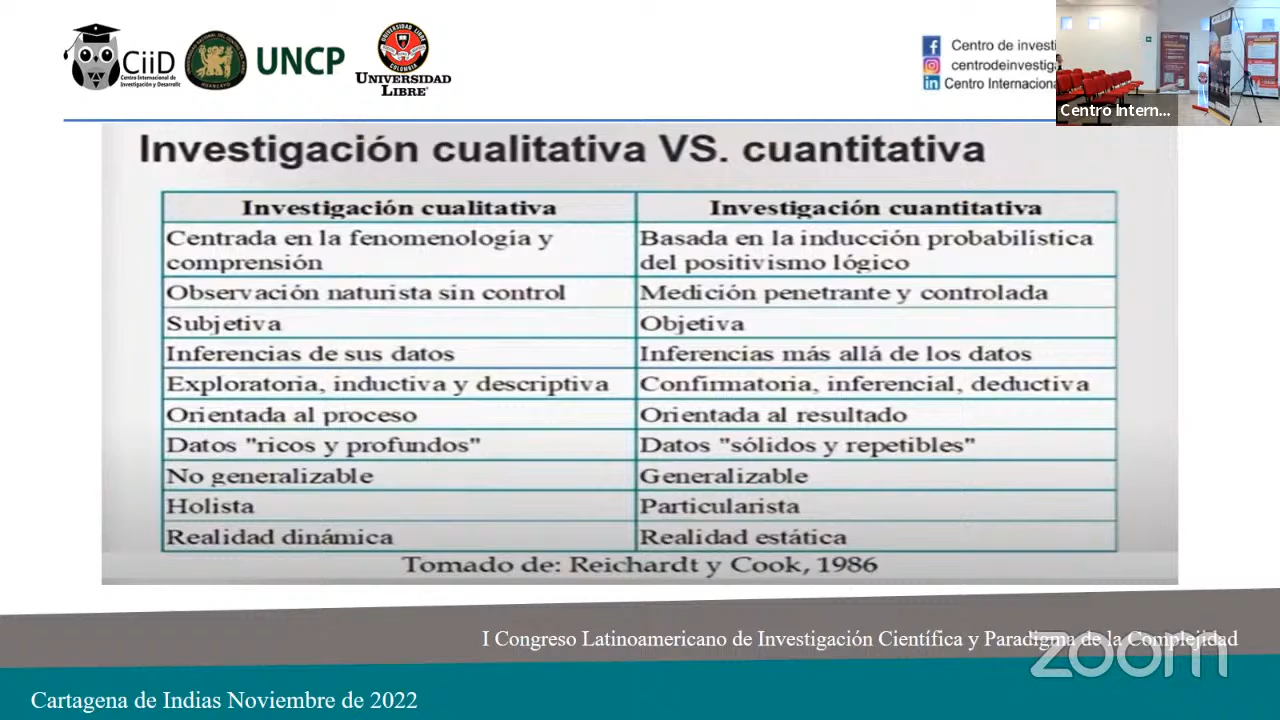 CiiD
Centro Internacional de
Investigación y Desarrollo
UNCP
UNIVERSIDAD
LIBRE
Centro de investi
centrodeinvestiga
Centro Internaciona
Centro Intern...
Investigación cualitativa VS. cuantitativa
Investigación cualitativa
Investigación cuantitativa
Centrada en la fenomenología y
comprensión
Basada en la inducción probabilística
del positivismo lógico
Observación naturista sin control
Medición penetrante y controlada
Subjetiva
Objetiva
Inferencias de sus datos
Inferencias más allá de los datos
Exploratoria, inductiva y descriptiva
Confirmatoria, inferencial, deductiva
Orientada al proceso
Orientada al resultado
Datos "ricos y profundos"
Datos "sólidos y repetibles"
No generalizable
Generalizable
Holista
Particularista
Realidad dinámica
Realidad estática
Tomado de: Reichardt y Cook, 1986
I Congreso Latinoamericano de Investigación Científica y Paradigma de la Complejidad
zoom
Cartagena de Indias Noviembre de 2022